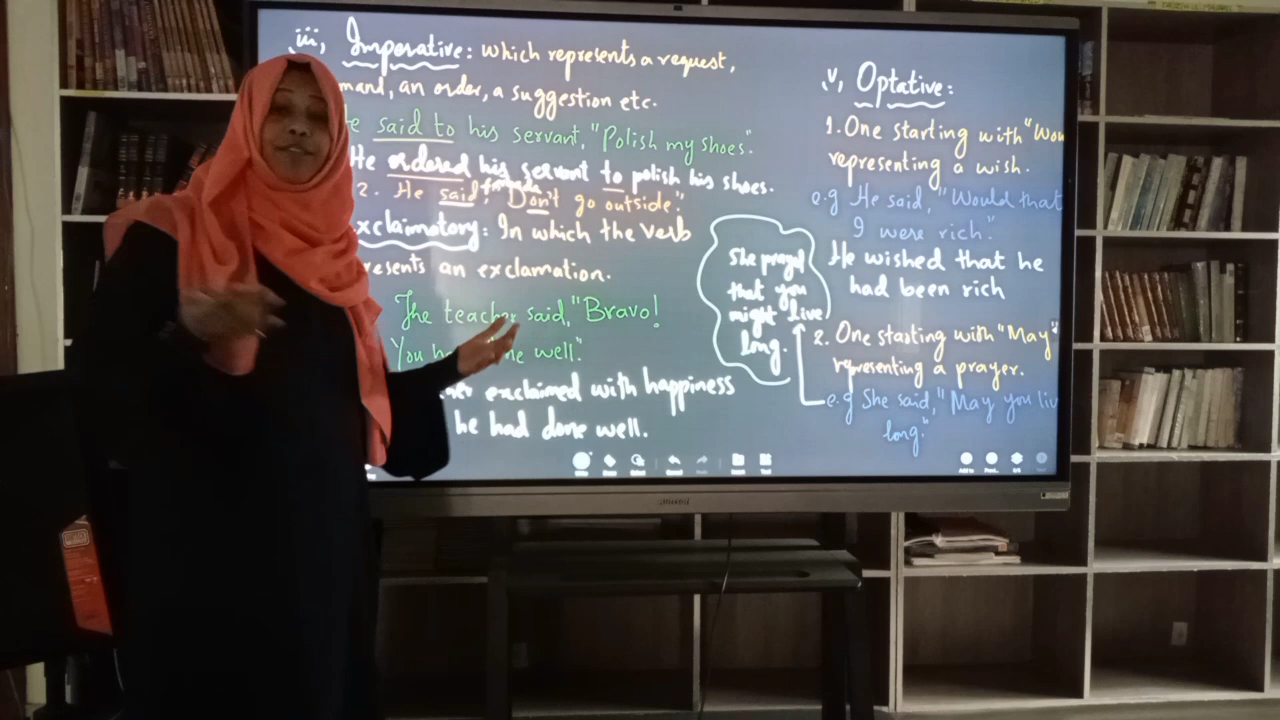 iii, Imperative: which represents a request,
mand, an order, a suggestion etc.
e said to his servant, "Polish my shoes".
He ordered his servant to polish his shoes.
2. He said, "Don't go outside."
xclamatory: In which the verb
resents an exclamation.
The teacher said, "Bravo!
You ha ne well".
er exclaimed with happiness
he had done well.
She prayed
that you
might live
long.
v, Optative:
1. One starting with "Wou
representing a wish.
e.g He said, "Would that
I were rich."
He wished that he
had been rich
2. One starting with "May"
representing a prayer.
e.g She said, "May you liv
long."